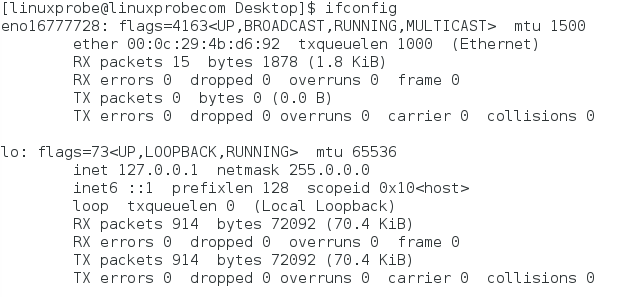 [linuxprobe@linuxprobecom Desktop]$ ifconfig
eno16777728: flags=4163<UP,BROADCAST,RUNNING,MULTICAST>  mtu 1500
        ether 00:0c:29:4b:d6:92  txqueuelen 1000  (Ethernet)
        RX packets 15  bytes 1878 (1.8 KiB)
        RX errors 0  dropped 0  overruns 0  frame 0
        TX packets 0  bytes 0 (0.0 B)
        TX errors 0  dropped 0 overruns 0  carrier 0  collisions 0

lo: flags=73<UP,LOOPBACK,RUNNING>  mtu 65536
        inet 127.0.0.1  netmask 255.0.0.0
        inet6 ::1  prefixlen 128  scopeid 0x10<host>
        loop  txqueuelen 0  (Local Loopback)
        RX packets 914  bytes 72092 (70.4 KiB)
        RX errors 0  dropped 0  overruns 0  frame 0
        TX packets 914  bytes 72092 (70.4 KiB)
        TX errors 0  dropped 0 overruns 0  carrier 0  collisions 0